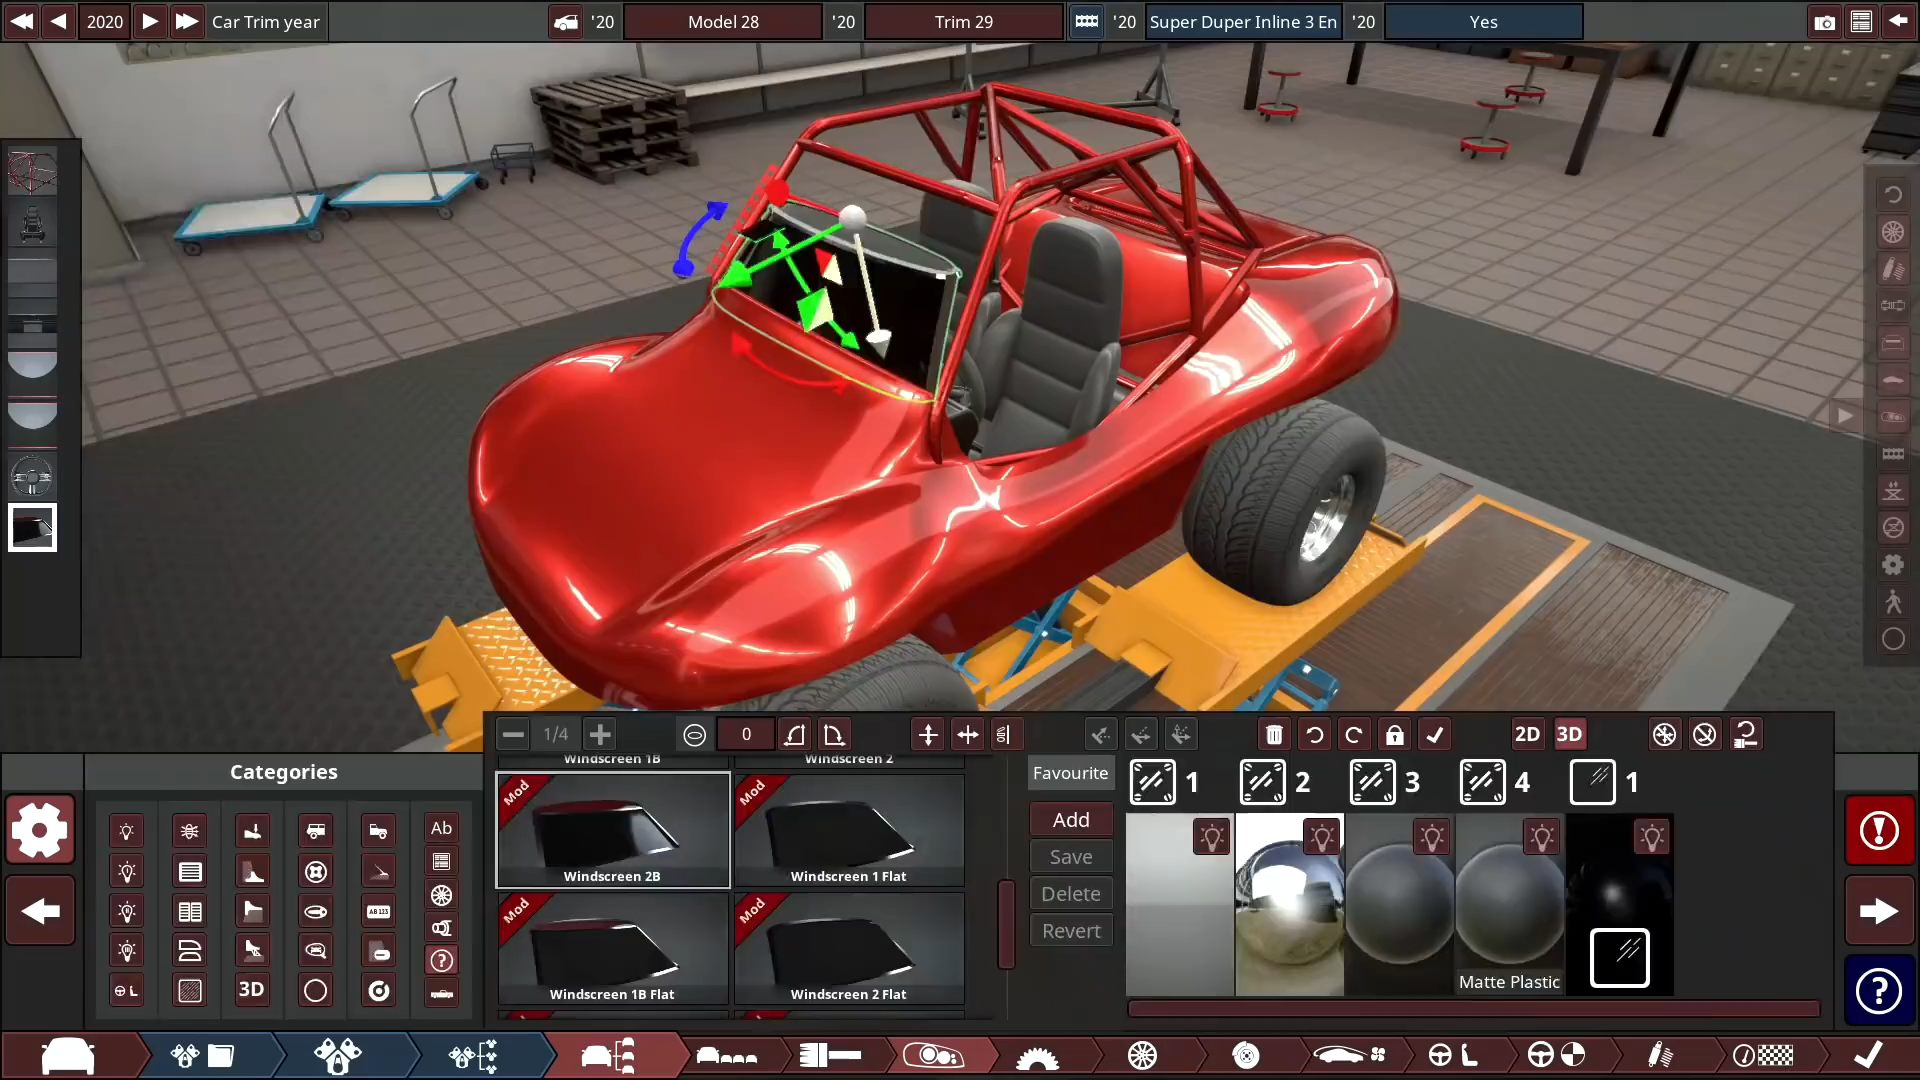 2020 Car Trim year '20 Model 28 '20 Trim 29 '20 Super Duper Inline 3 En '20 Yes
1/4 0 2D 3D
Categories
Windscreen 1B Windscreen 2
Favourite 1 2 3 4 1
Mod Mod
Add
Ab
Save
Windscreen 2B Windscreen 1 Flat
Delete
Mod Mod
AB 123
Revert
3D
Matte Plastic
Windscreen 1B Flat Windscreen 2 Flat